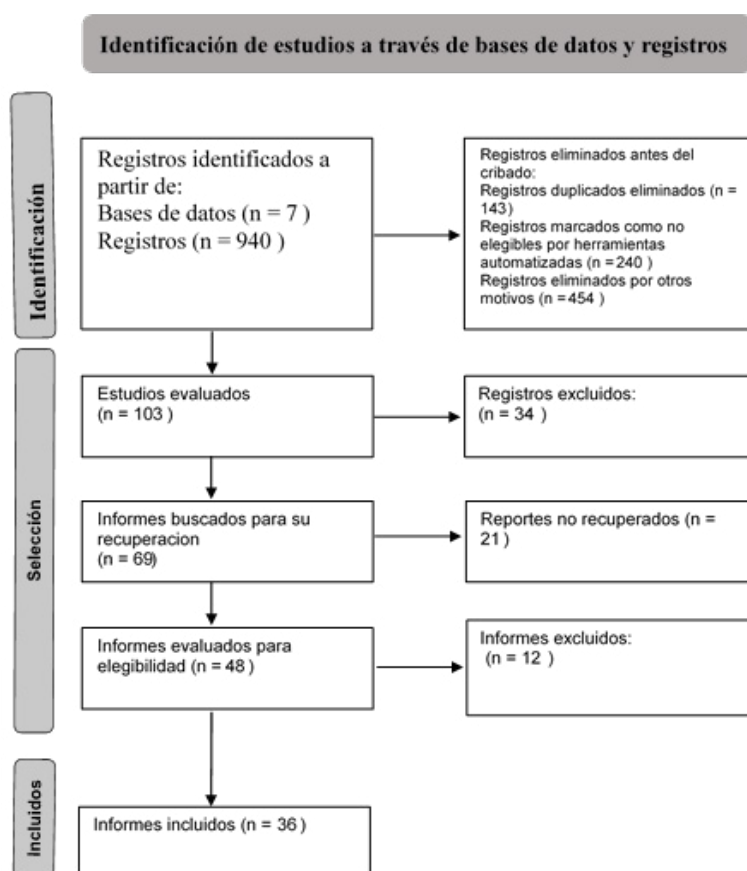 Identificación de estudios a través de bases de datos y registros
Identificación
Registros identificados a
partir de:
Bases de datos (n = 7 )
Registros (n = 940 )
Registros eliminados antes del
cribado:
Registros duplicados eliminados (n =
143)
Registros marcados como no
elegibles por herramientas
automatizadas (n =240 )
Registros eliminados por otros
motivos (n =454 )
Selección
Estudios evaluados
(n = 103 )
Registros excluidos:
(n = 34 )
Informes buscados para su
recuperacion
(n = 69)
Reportes no recuperados (n =
21)
Informes evaluados para
elegibilidad (n = 48 )
Informes excluidos:
(n = 12 )
Incluidos
Informes incluidos (n = 36 )